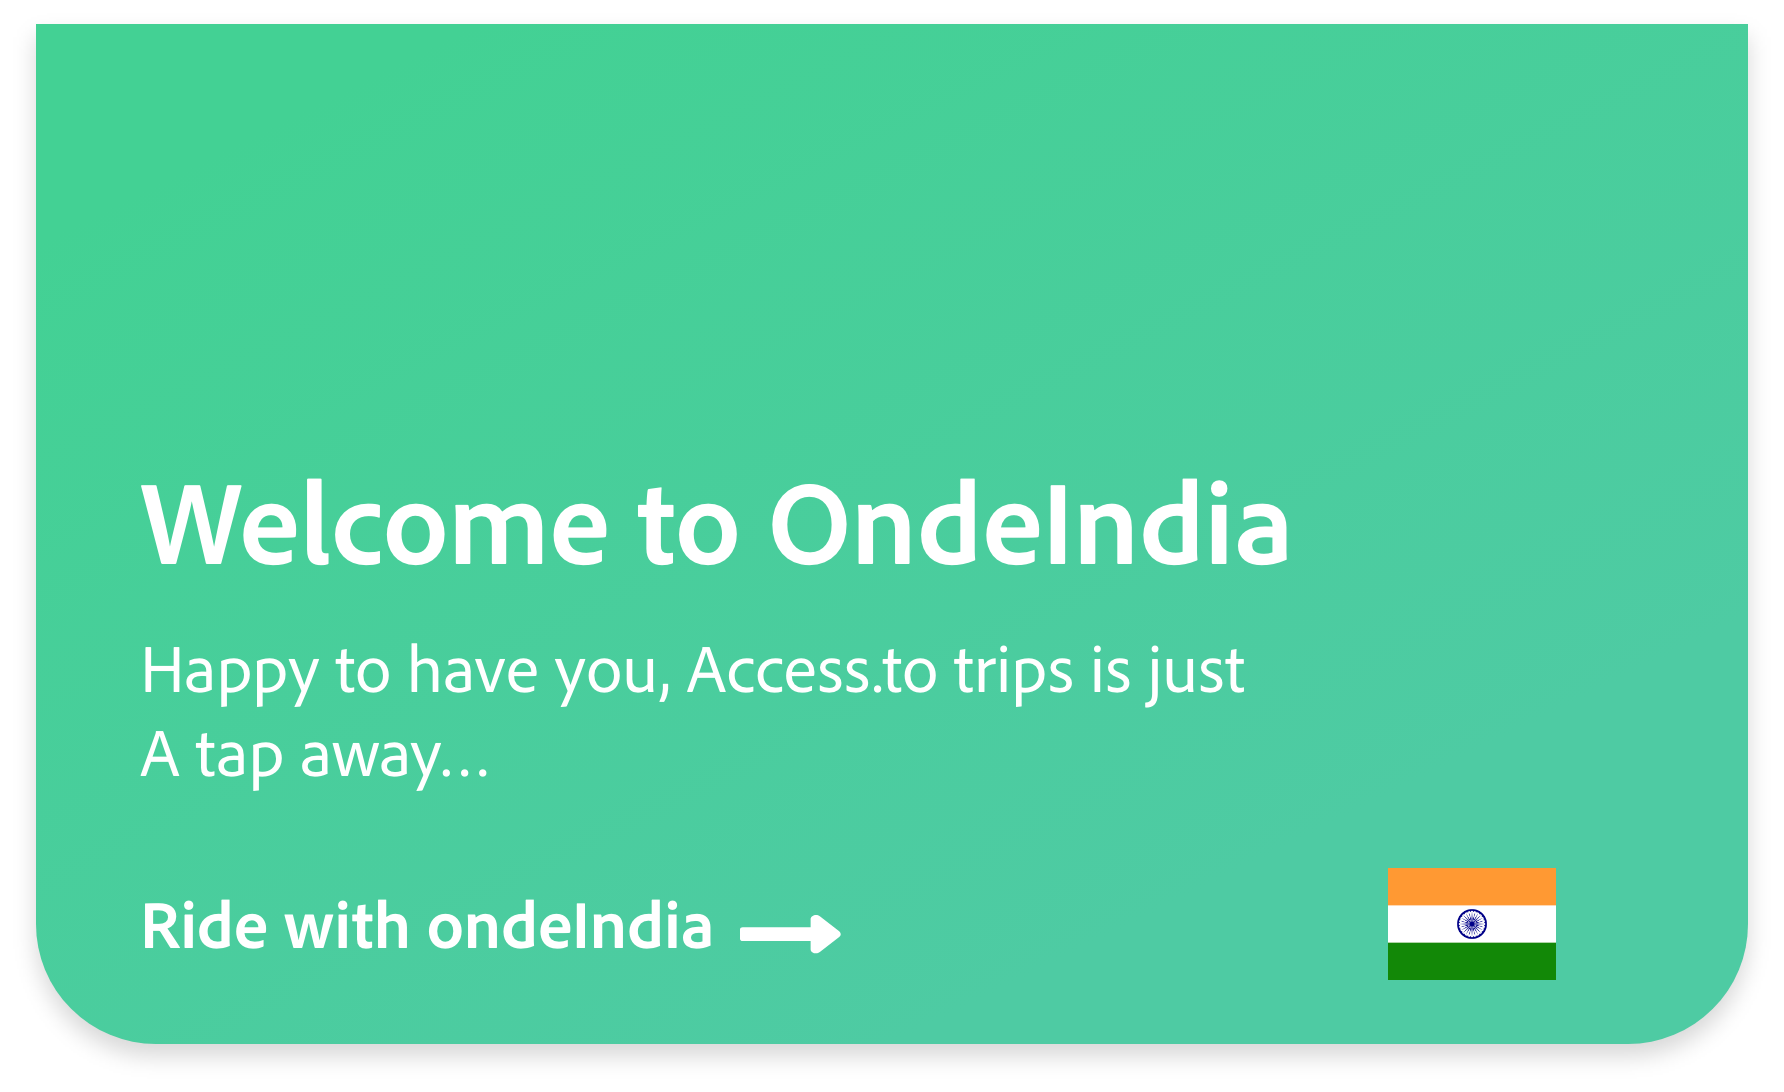 Welcome to OndeIndia
Happy to have you, Access.to trips is just
A tap away...
Ride with ondeIndia